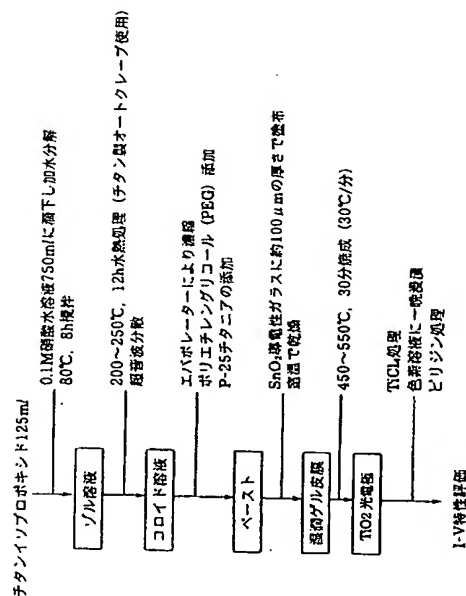 チタンイソプロポキシド125ml
0.1M硝酸水溶液750mlに滴下し加水分解
80℃, 8h撹拌
ゾル溶液
200～250℃, 12h水熱処理 (チタン製オートクレーブ使用)
超音波分散
コロイド溶液
エバポレーターにより濃縮
ポリエチレングリコール (PEG) 添加
P-25チタニアの添加
ペースト
SnO₂導電性ガラスに約100μmの厚さで塗布
室温で乾燥
湿潤ゲル皮膜
450～550℃, 30分焼成 (30℃/分)
TiO2光電極
TiCl₄処理
色素溶液に一晩浸漬
ピリジン処理
I-V特性評価